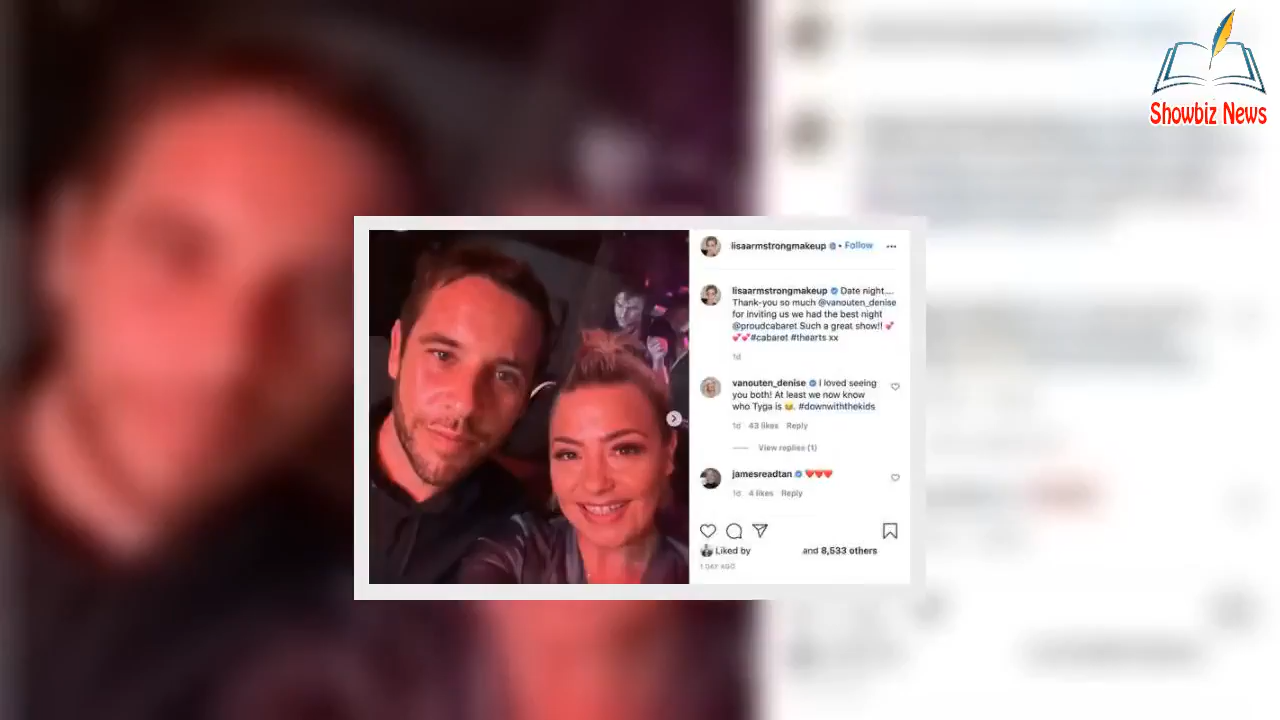 Showbiz News
lisaarmstrongmakeup • Follow
lisaarmstrongmakeup Date night....
Thank-you so much @vanouten_denise
for inviting us we had the best night
@proudcabaret Such a great show!! 💕
💕💕#cabaret #thearts xx
1d
vanouten_denise I loved seeing
you both! At least we now know
who Tyga is 😂. #downwiththekids
1d 43 likes Reply
View replies (1)
jamesreadtan ❤❤❤
1d 4 likes Reply
Liked by and 8,533 others
1 DAY AGO